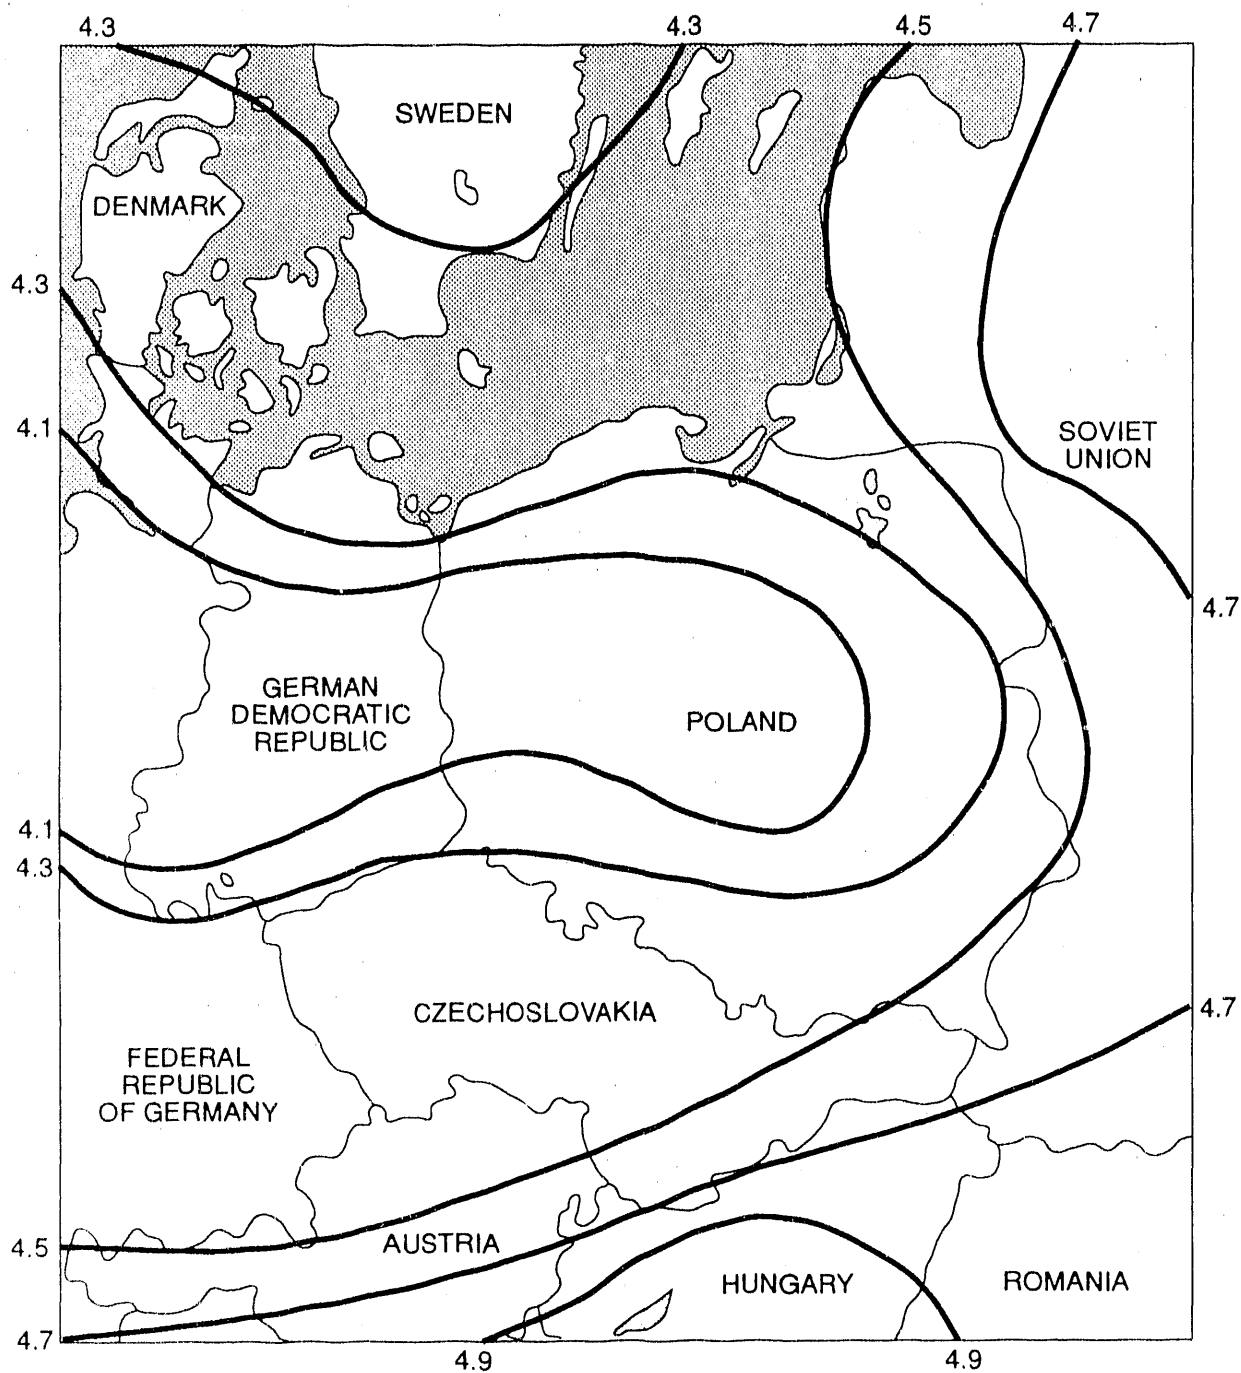 4.3
4.3
4.5
4.7
SWEDEN
DENMARK
4.3
4.1
SOVIET
UNION
4.7
GERMAN
DEMOCRATIC
REPUBLIC
POLAND
4.1
4.3
CZECHOSLOVAKIA
4.7
FEDERAL
REPUBLIC
OF GERMANY
4.5
AUSTRIA
HUNGARY
ROMANIA
4.7
4.9
4.9